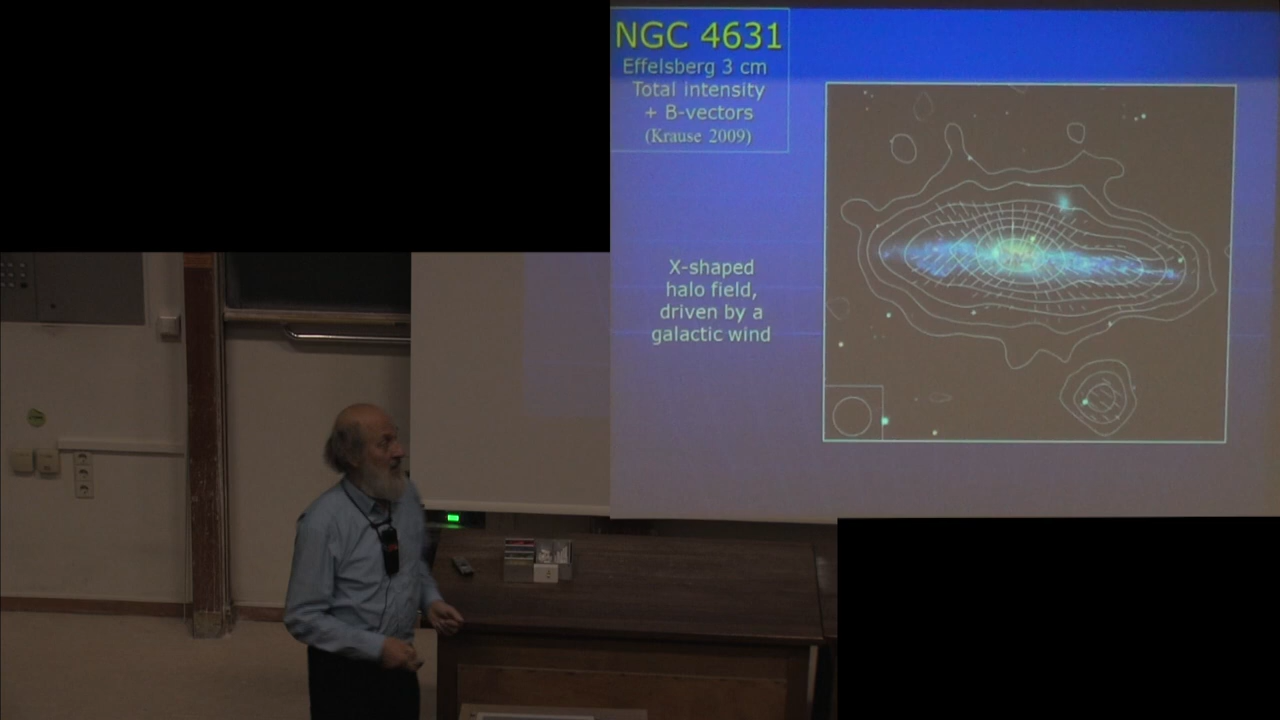 NGC 4631
Effelsberg 3 cm
Total intensity
+ B-vectors
(Krause 2009)
X-shaped
halo field,
driven by a
galactic wind